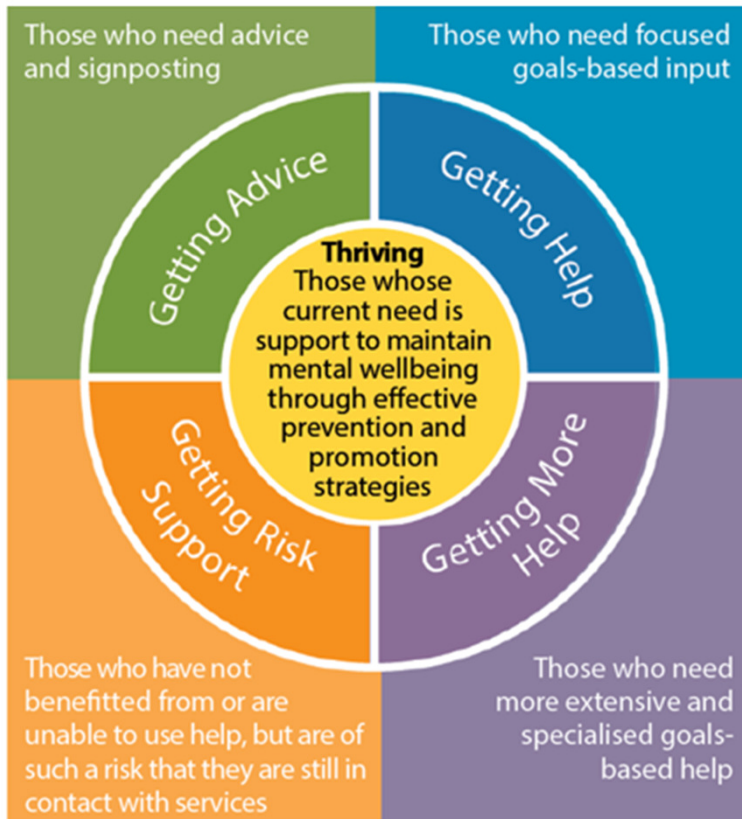 Those who need advice
and signposting
Those who need focused
goals-based input
Getting Advice
Getting Help
Thriving
Those whose
current need is
support to maintain
mental wellbeing
through effective
prevention and
promotion
strategies
Getting Risk
Support
Getting More
Help
Those who have not
benefitted from or are
unable to use help, but are of
such a risk that they are still in
contact with services
Those who need
more extensive and
specialised goals-
based help